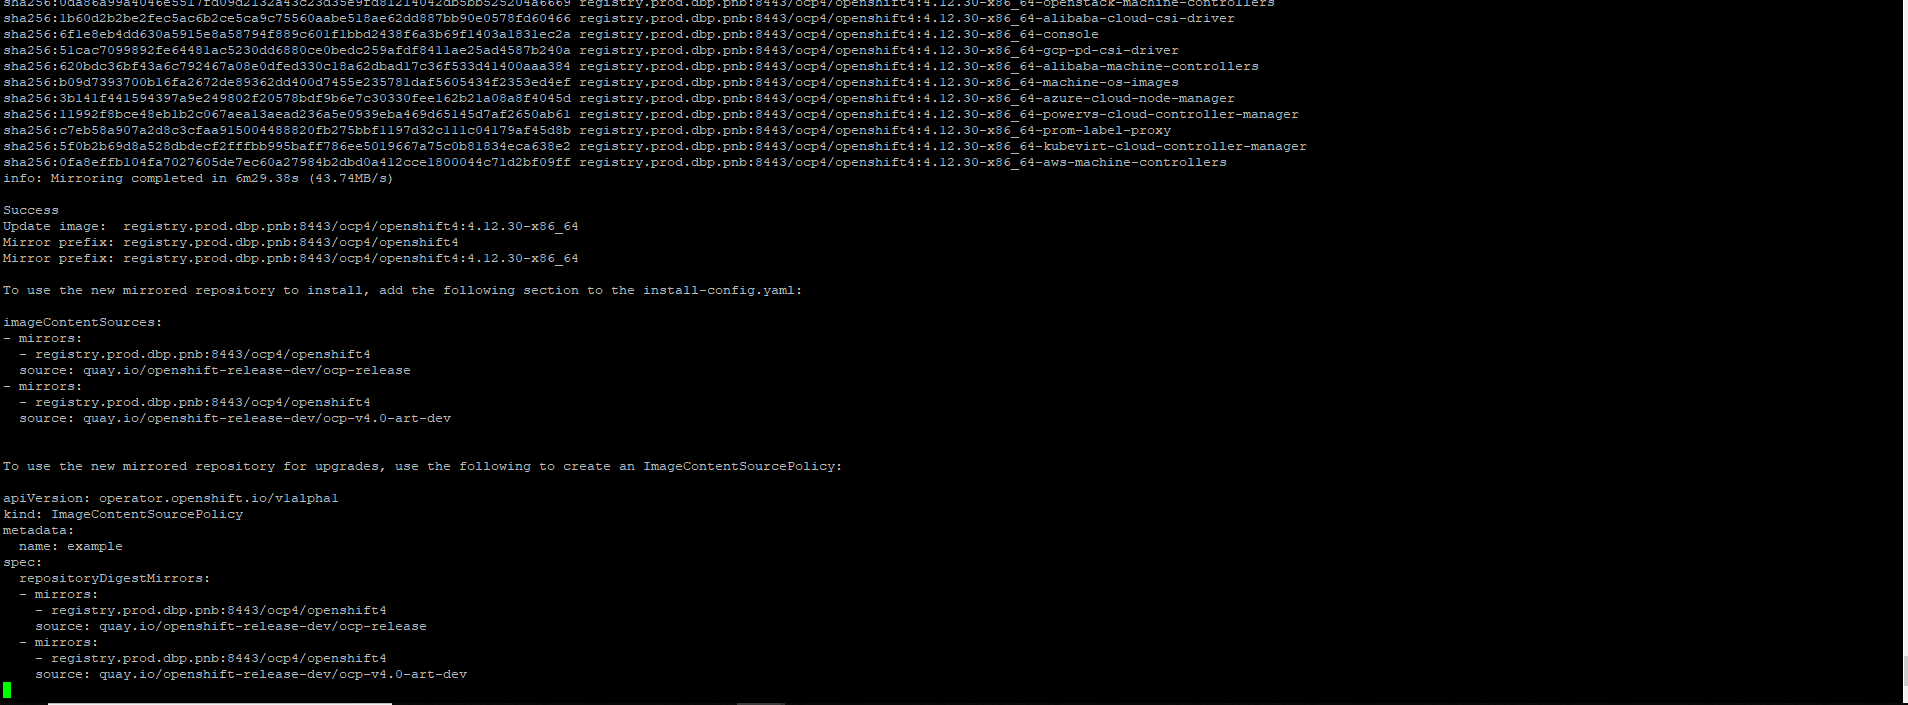 sha256:0da86a99a4046e5517fd09d2132a43c23d35e9fd81214042db5bb525204a6669 registry.prod.dbp.pnb:8443/ocp4/openshift4:4.12.30-x86_64-openstack-machine-controllers
sha256:1b60d2b2be2fec5ac6b2ce5ca9c75560aabe518ae62dd887bb90e0578fd60466 registry.prod.dbp.pnb:8443/ocp4/openshift4:4.12.30-x86_64-alibaba-cloud-csi-driver
sha256:6f1e8eb4dd630a5915e8a58794f889c601f1bbd2438f6a3b69f1403a1831ec2a registry.prod.dbp.pnb:8443/ocp4/openshift4:4.12.30-x86_64-console
sha256:51cac7099892fe64481ac5230dd6880ce0bedc259afdf8411ae25ad4587b240a registry.prod.dbp.pnb:8443/ocp4/openshift4:4.12.30-x86_64-gcp-pd-csi-driver
sha256:620bdc36bf43a6c792467a08e0dfed330c18a62dbad17c36f533d41400aaa384 registry.prod.dbp.pnb:8443/ocp4/openshift4:4.12.30-x86_64-alibaba-machine-controllers
sha256:b09d7393700b16fa2672de89362dd400d7455e235781daf5605434f2353ed4ef registry.prod.dbp.pnb:8443/ocp4/openshift4:4.12.30-x86_64-machine-os-images
sha256:3b141f441594397a9e249802f20578bdf9b6e7c30330fee162b21a08a8f4045d registry.prod.dbp.pnb:8443/ocp4/openshift4:4.12.30-x86_64-azure-cloud-node-manager
sha256:11992f8bce48eb1b2c067aea13aead236a5e0939eba469d65145d7af2650ab61 registry.prod.dbp.pnb:8443/ocp4/openshift4:4.12.30-x86_64-powervs-cloud-controller-manager
sha256:c7eb58a907a2d8c3cfaa915004488820fb275bbf1197d32c111c04179af45d8b registry.prod.dbp.pnb:8443/ocp4/openshift4:4.12.30-x86_64-prom-label-proxy
sha256:5f0b2b69d8a528dbdecf2fffbb995baff786ee5019667a75c0b81834eca638e2 registry.prod.dbp.pnb:8443/ocp4/openshift4:4.12.30-x86_64-kubevirt-cloud-controller-manager
sha256:0fa8effb104fa7027605de7ec60a27984b2dbd0a412cce1800044c71d2bf09ff registry.prod.dbp.pnb:8443/ocp4/openshift4:4.12.30-x86_64-aws-machine-controllers
info: Mirroring completed in 6m29.38s (43.74MB/s)

Success
Update image:  registry.prod.dbp.pnb:8443/ocp4/openshift4:4.12.30-x86_64
Mirror prefix: registry.prod.dbp.pnb:8443/ocp4/openshift4
Mirror prefix: registry.prod.dbp.pnb:8443/ocp4/openshift4:4.12.30-x86_64

To use the new mirrored repository to install, add the following section to the install-config.yaml:

imageContentSources:
- mirrors:
  - registry.prod.dbp.pnb:8443/ocp4/openshift4
  source: quay.io/openshift-release-dev/ocp-release
- mirrors:
  - registry.prod.dbp.pnb:8443/ocp4/openshift4
  source: quay.io/openshift-release-dev/ocp-v4.0-art-dev

To use the new mirrored repository for upgrades, use the following to create an ImageContentSourcePolicy:

apiVersion: operator.openshift.io/v1alpha1
kind: ImageContentSourcePolicy
metadata:
  name: example
spec:
  repositoryDigestMirrors:
  - mirrors:
    - registry.prod.dbp.pnb:8443/ocp4/openshift4
    source: quay.io/openshift-release-dev/ocp-release
  - mirrors:
    - registry.prod.dbp.pnb:8443/ocp4/openshift4
    source: quay.io/openshift-release-dev/ocp-v4.0-art-dev